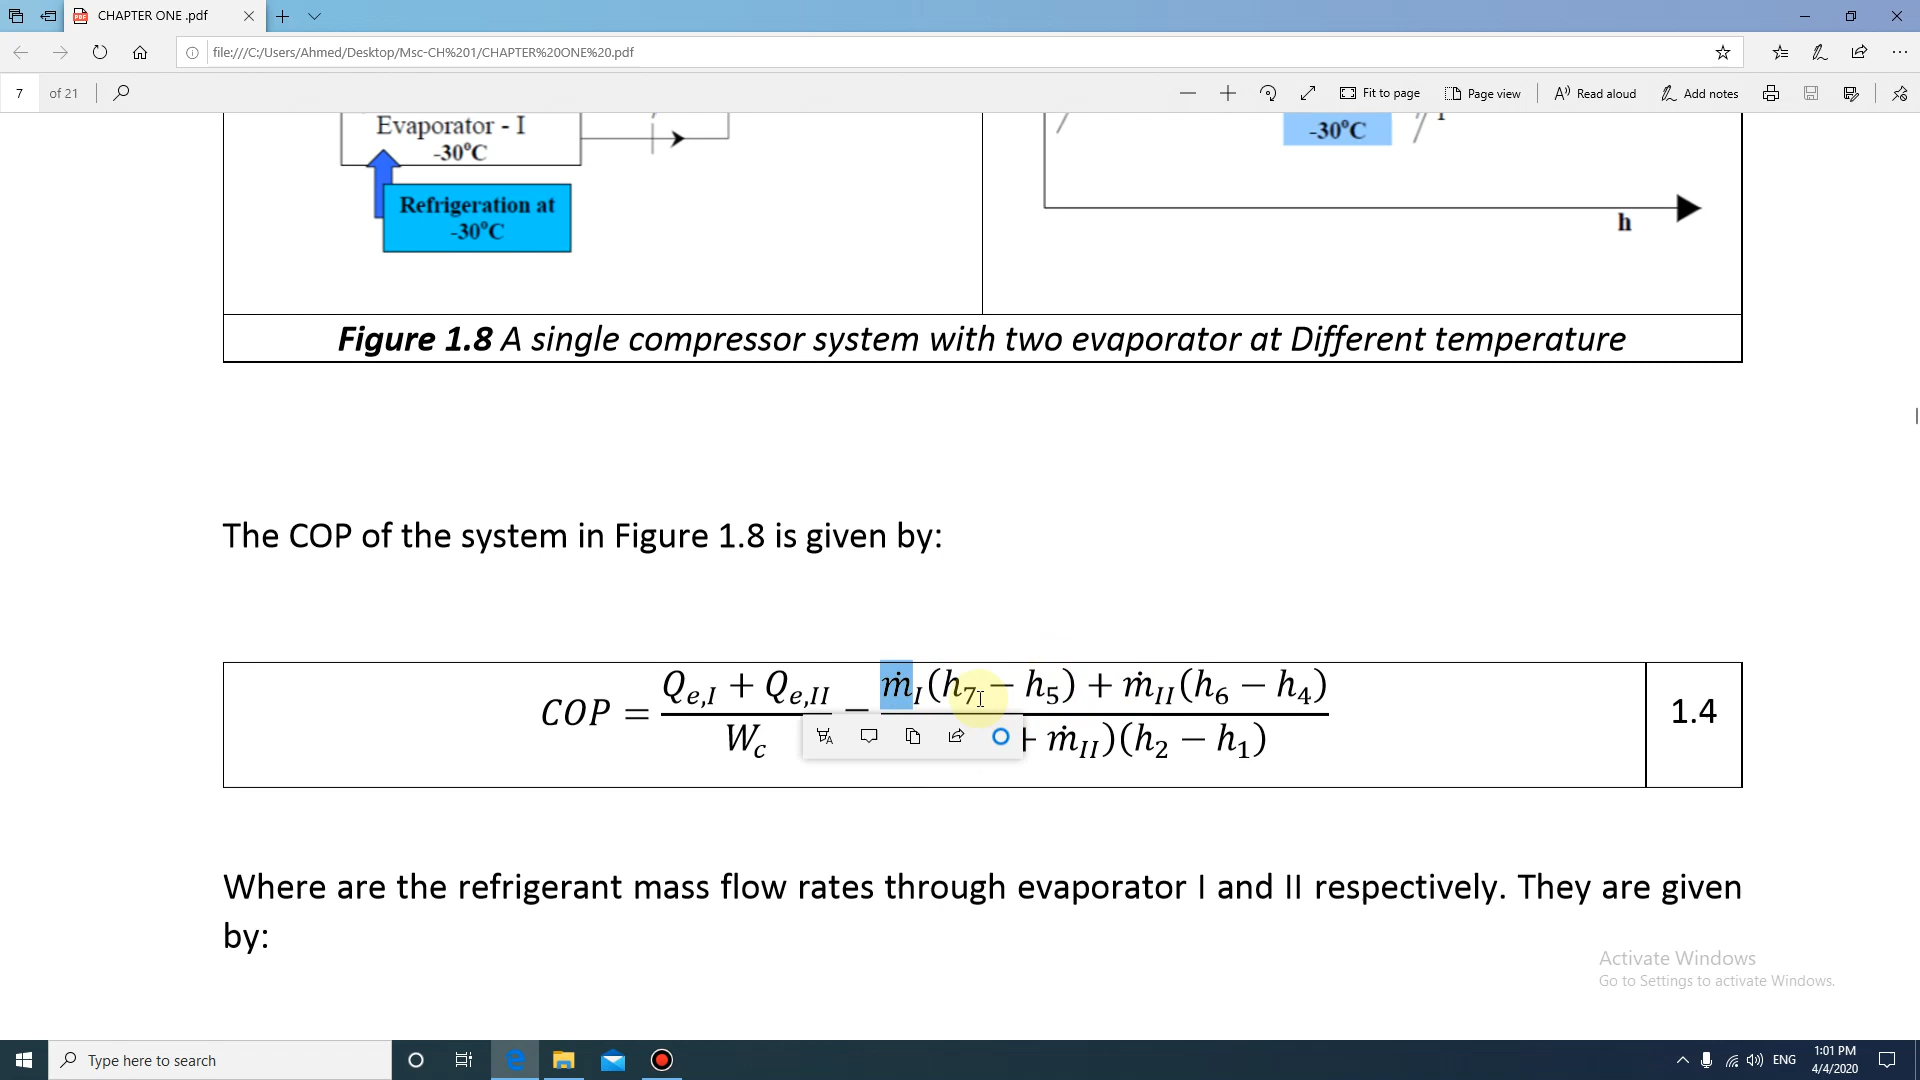 CHAPTER ONE .pdf
file:///C:/Users/Ahmed/Desktop/Msc-CH%201/CHAPTER%20ONE%20.pdf
7 of 21
Fit to page Page view Read aloud Add notes
Evaporator - I
-30°C
Refrigeration at
-30°C
-30°C
h
Figure 1.8 A single compressor system with two evaporator at Different temperature
The COP of the system in Figure 1.8 is given by:
COP = (Q_{e,I} + Q_{e,II}) / W_c − ṁ_I(h_7 − h_5) + ṁ_II(h_6 − h_4) / + ṁ_II)(h_2 − h_1) 1.4
Where are the refrigerant mass flow rates through evaporator I and II respectively. They are given
by:
Activate Windows
Go to Settings to activate Windows.
Type here to search
ENG
1:01 PM
4/4/2020